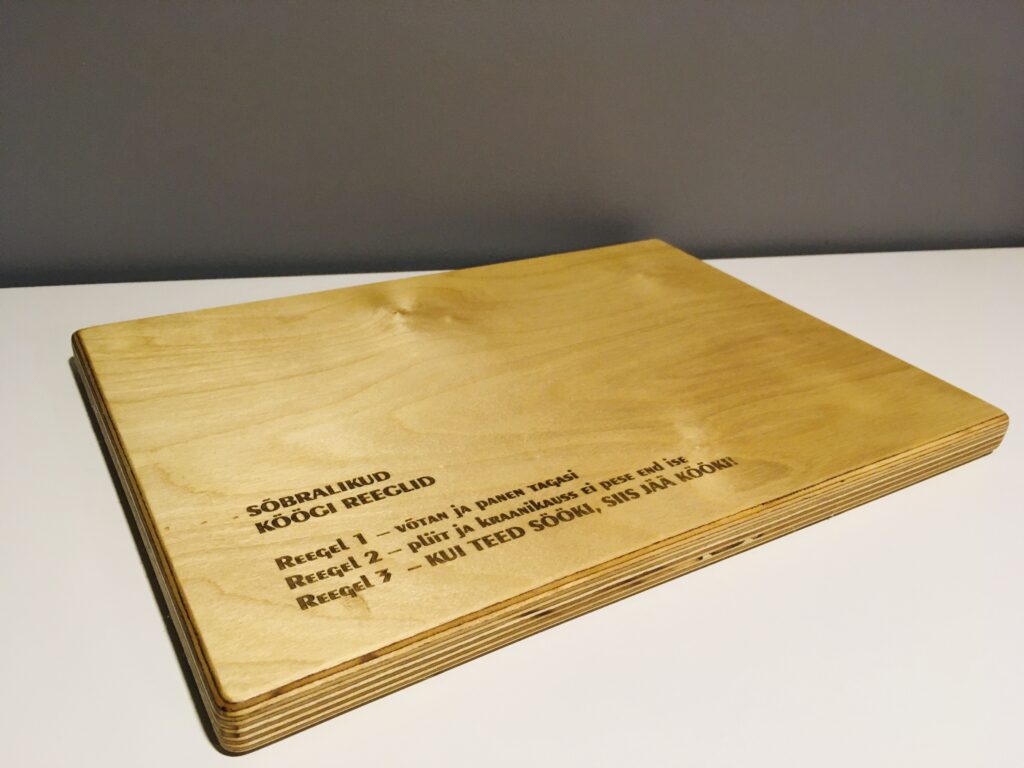 SÕBRALIKUD
KÖÖGI REEGLID
Reegel 1 – võtan ja panen tagasi
Reegel 2 – pliit ja kraanikauss ei pese end ise
Reegel 3 – KUI TEED SÖÖKI, SIIS JÄÄ KÖÖKI!